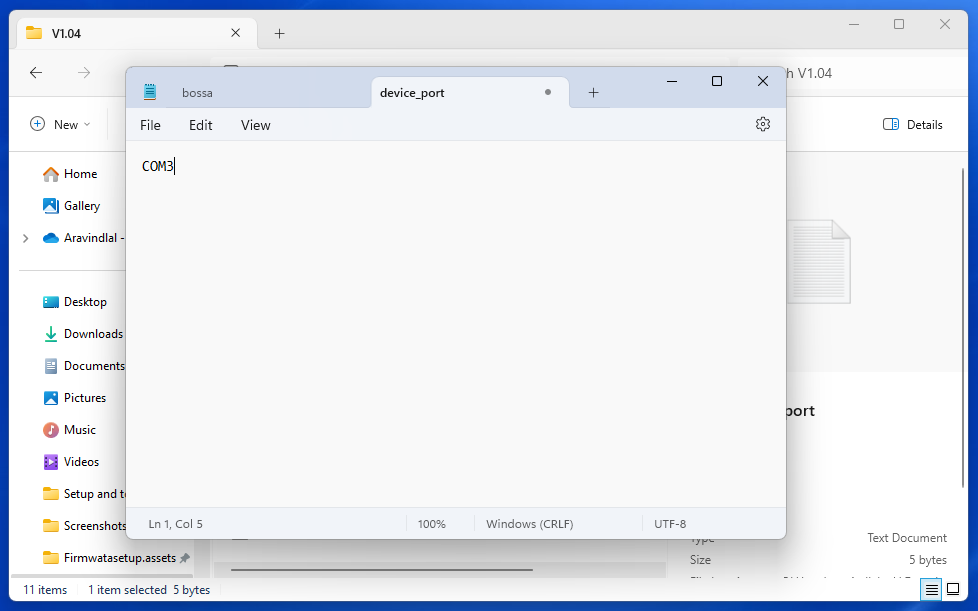 V1.04
h V1.04
bossa
device_port
File
Edit
View
COM3
New
Details
Home
Gallery
Aravindlal -
Desktop
Downloads
Documents
Pictures
Music
Videos
Setup and t
Screenshots
Firmwatasetup.assets
port
Ln 1, Col 5
100%
Windows (CRLF)
UTF-8
Type
Text Document
Size
5 bytes
11 items
1 item selected
5 bytes